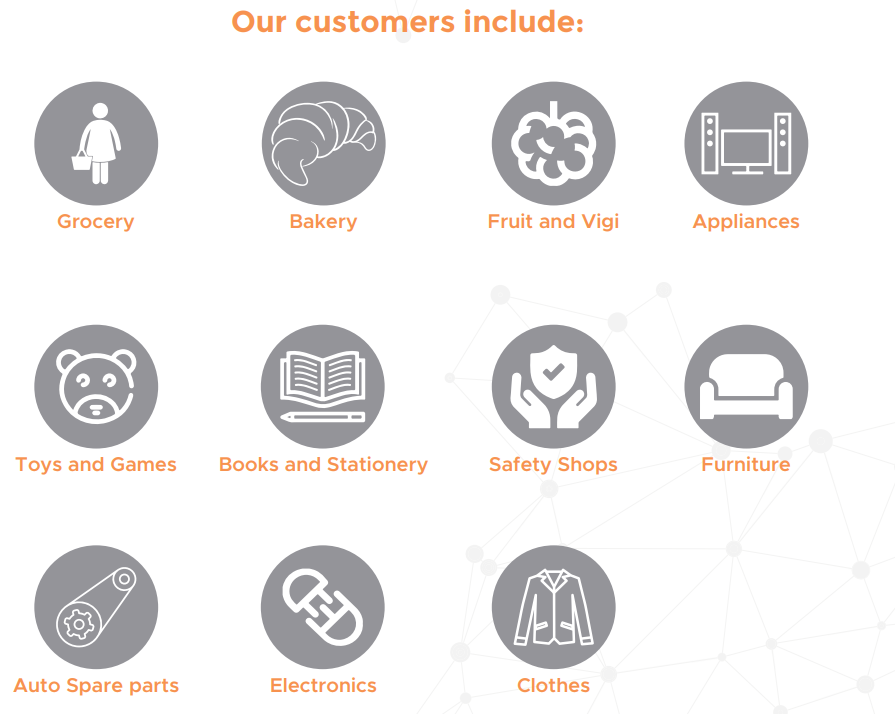 Our customers include:
Grocery
Bakery
Fruit and Vigi
Appliances
Toys and Games
Books and Stationery
Safety Shops
Furniture
Auto Spare parts
Electronics
Clothes